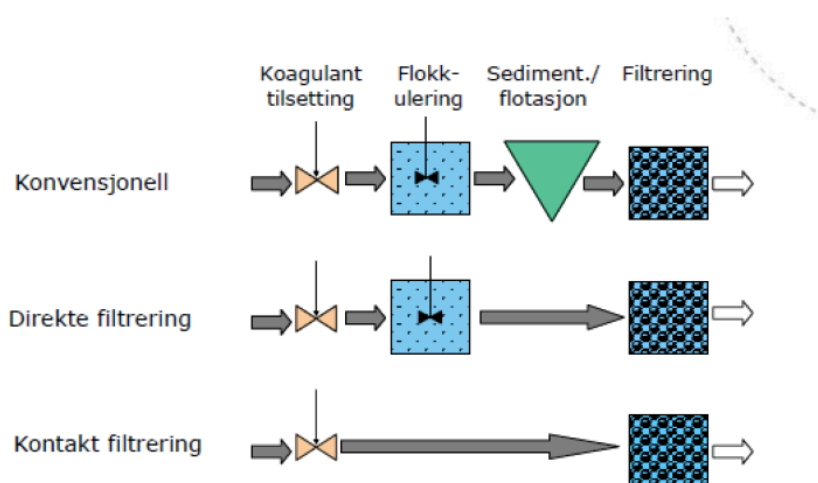 Koagulant
tilsetting
Flokk-
ulering
Sediment./
flotasjon
Filtrering
Konvensjonell
Direkte filtrering
Kontakt filtrering